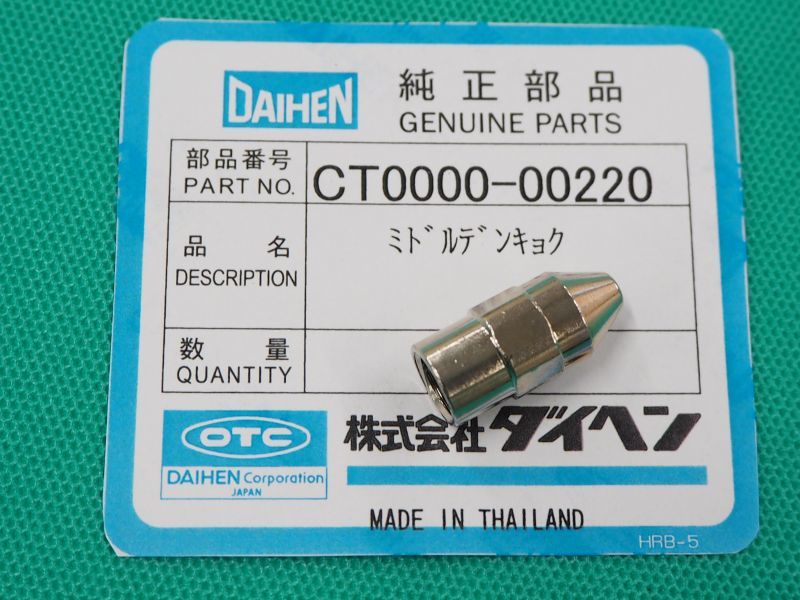 DAIHEN
純正部品
GENUINE PARTS
部品番号
PART NO.
CT0000-00220
品名
DESCRIPTION
ﾐﾄﾞﾙﾃﾞﾝｷｮｸ
数量
QUANTITY
OTC
DAIHEN Corporation
JAPAN
株式会社ダイヘン
MADE IN THAILAND
HRB-5